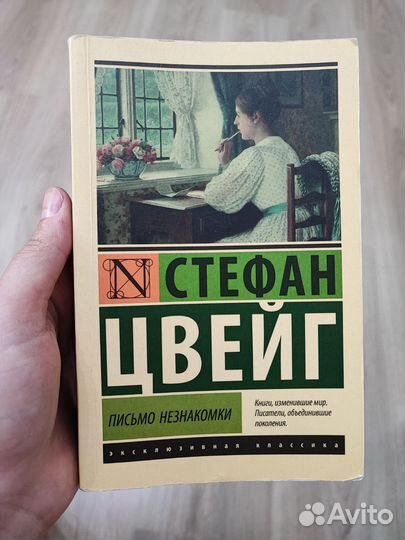 N
СТЕФАН
ЦВЕЙГ
ПИСЬМО НЕЗНАКОМКИ
Книги, изменившие мир.
Писатели, объединившие
поколения.
эксклюзивная классика
Avito